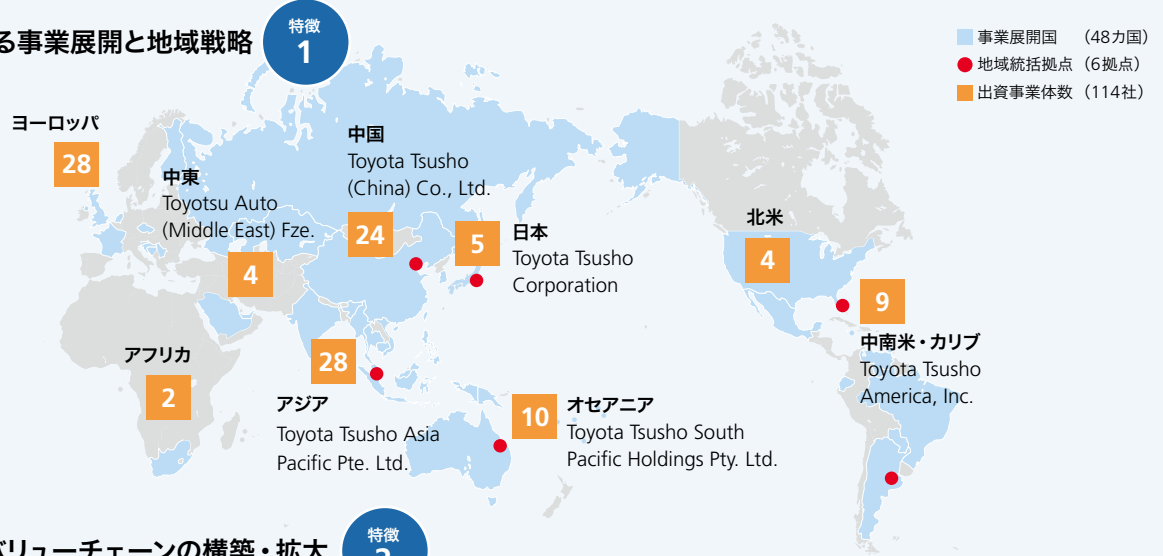 る事業展開と地域戦略
特徴
1
事業展開国 （48カ国）
地域統括拠点（6拠点）
出資事業体数（114社）
ヨーロッパ
28
中東
Toyotsu Auto
(Middle East) Fze.
4
中国
Toyota Tsusho
(China) Co., Ltd.
24
5
日本
Toyota Tsusho
Corporation
北米
4
9
中南米・カリブ
Toyota Tsusho
America, Inc.
アフリカ
2
28
アジア
Toyota Tsusho Asia
Pacific Pte. Ltd.
10
オセアニア
Toyota Tsusho South
Pacific Holdings Pty. Ltd.
バリューチェーンの構築・拡大
特徴